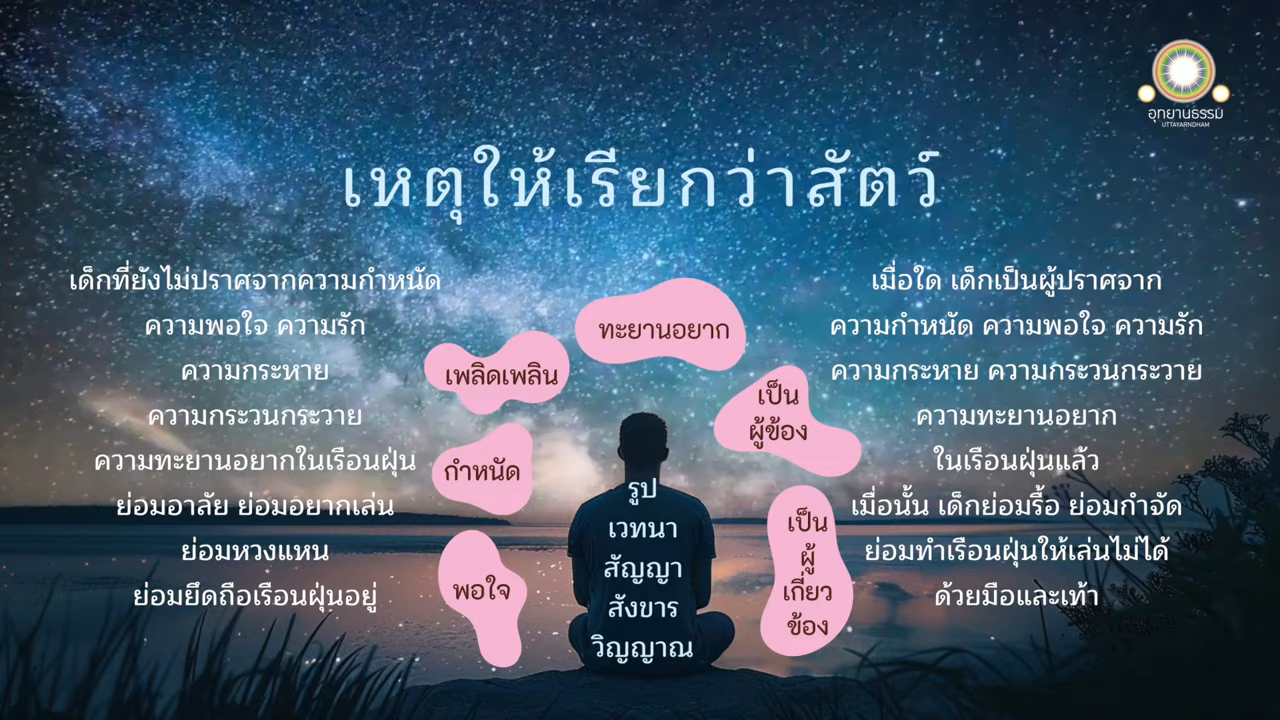 อุทยานธรรม
UTTAYARNDHAM
เหตุให้เรียกว่าสัตว์
เด็กที่ยังไม่ปราศจากความกำหนัด
ความพอใจ ความรัก
ความกระหาย
ความกระวนกระวาย
ความทะยานอยากในเรือนฝุ่น
ย่อมอาลัย ย่อมอยากเล่น
ย่อมหวงแหน
ย่อมยึดถือเรือนฝุ่นอยู่
ทะยานอยาก
เพลิดเพลิน
กำหนัด
พอใจ
รูป
เวทนา
สัญญา
สังขาร
วิญญาณ
เป็น
ผู้ข้อง
เป็น
ผู้
เกี่ยว
ข้อง
เมื่อใด เด็กเป็นผู้ปราศจาก
ความกำหนัด ความพอใจ ความรัก
ความกระหาย ความกระวนกระวาย
ความทะยานอยาก
ในเรือนฝุ่นแล้ว
เมื่อนั้น เด็กย่อมรื้อ ย่อมกำจัด
ย่อมทำเรือนฝุ่นให้เล่นไม่ได้
ด้วยมือและเท้า